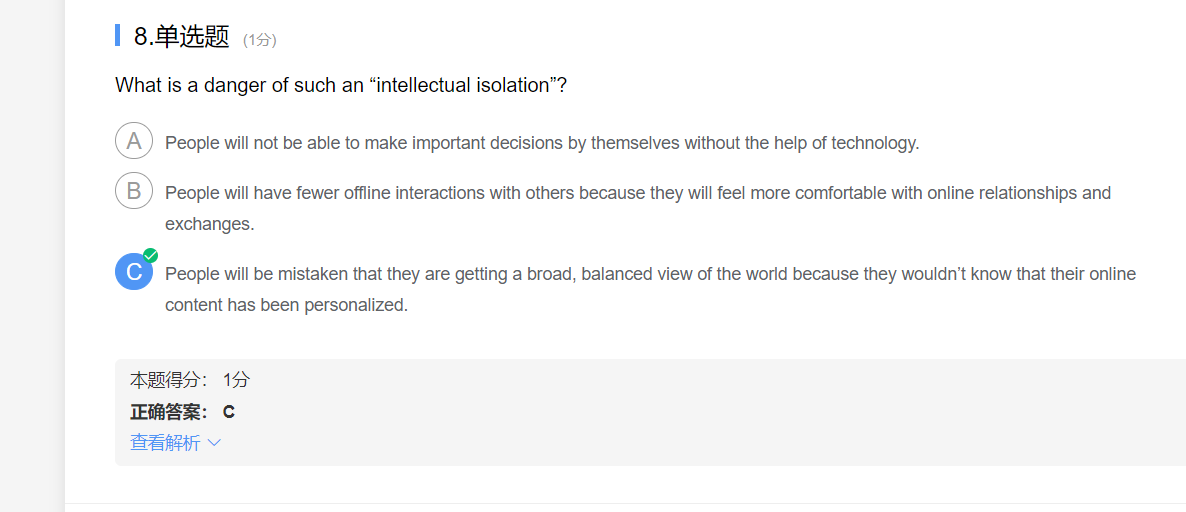 8.单选题 (1分)
What is a danger of such an “intellectual isolation”?
A People will not be able to make important decisions by themselves without the help of technology.
B People will have fewer offline interactions with others because they will feel more comfortable with online relationships and
exchanges.
C People will be mistaken that they are getting a broad, balanced view of the world because they wouldn’t know that their online
content has been personalized.
本题得分： 1分
正确答案： C
查看解析